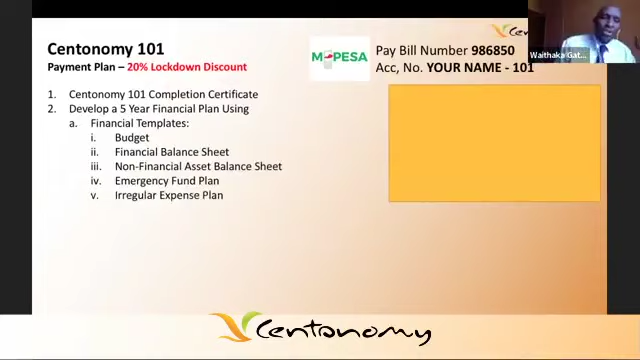 Centonomy 101
Payment Plan – 20% Lockdown Discount
M-PESA
Pay Bill Number 986850
Acc, No. YOUR NAME - 101
Waithaka Gat...
1. Centonomy 101 Completion Certificate
2. Develop a 5 Year Financial Plan Using
a. Financial Templates:
i. Budget
ii. Financial Balance Sheet
iii. Non-Financial Asset Balance Sheet
iv. Emergency Fund Plan
v. Irregular Expense Plan
Centonomy